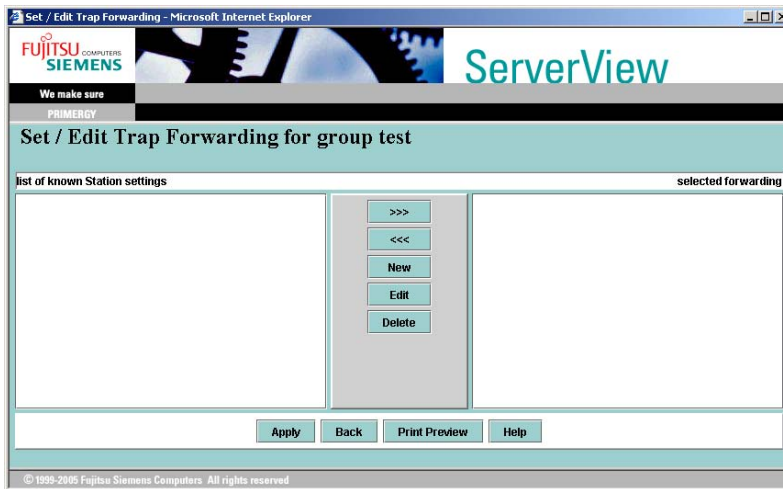 Set / Edit Trap Forwarding - Microsoft Internet Explorer
FUJITSU COMPUTERS
SIEMENS
ServerView
We make sure
PRIMERGY
Set / Edit Trap Forwarding for group test
list of known Station settings
selected forwarding
>>>
<<<
New
Edit
Delete
Apply
Back
Print Preview
Help
© 1999-2005 Fujitsu Siemens Computers All rights reserved